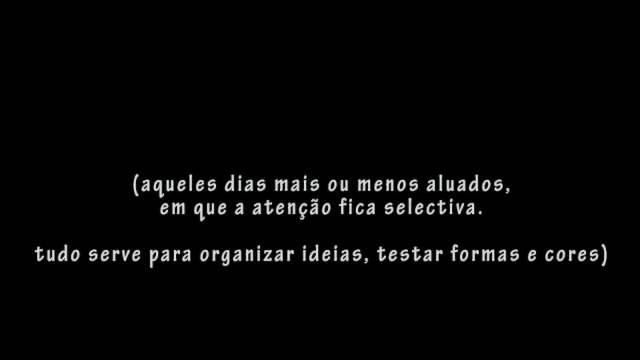 (aqueles dias mais ou menos aluados,
em que a atenção fica selectiva.
tudo serve para organizar ideias, testar formas e cores)